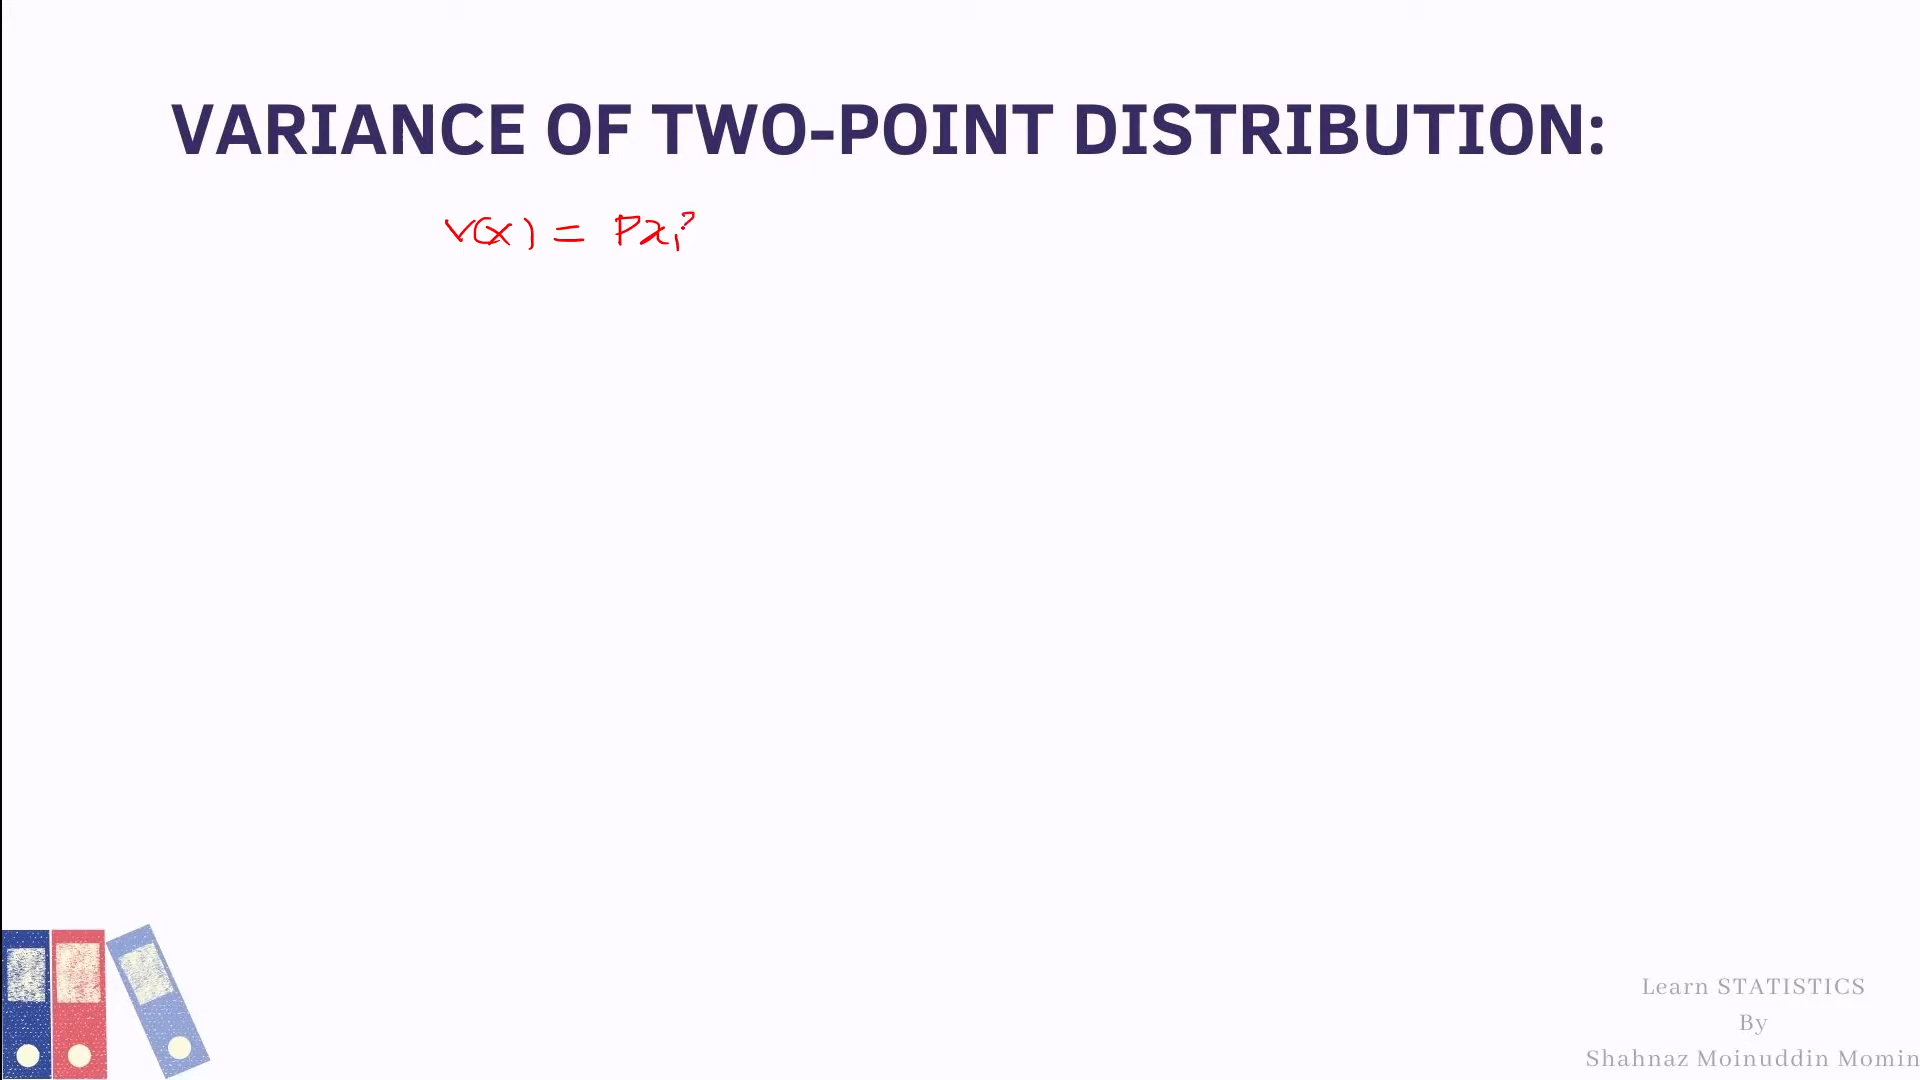 VARIANCE OF TWO-POINT DISTRIBUTION:
V(x) = Px₁²
Learn STATISTICS
By
Shahnaz Moinuddin Momin